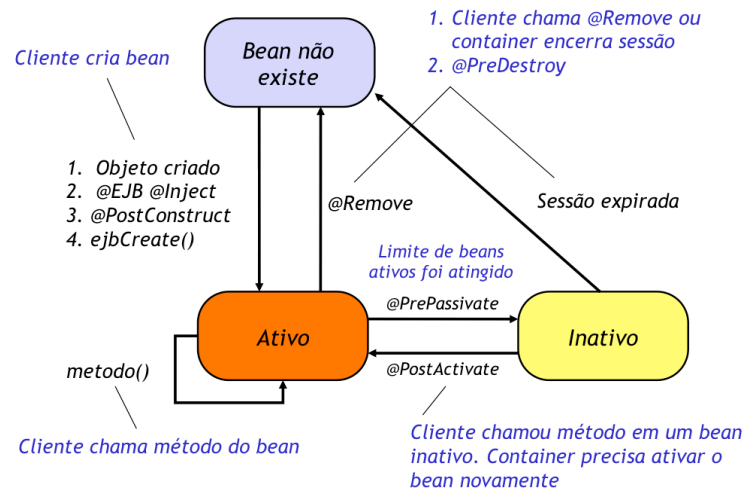 1. Cliente chama @Remove ou
container encerra sessão
2. @PreDestroy
Cliente cria bean
Bean não
existe
1. Objeto criado
2. @EJB @Inject
3. @PostConstruct
4. ejbCreate()
@Remove
Sessão expirada
Limite de beans
ativos foi atingido
@PrePassivate
Ativo
Inativo
@PostActivate
metodo()
Cliente chama método do bean
Cliente chamou método em um bean
inativo. Container precisa ativar o
bean novamente